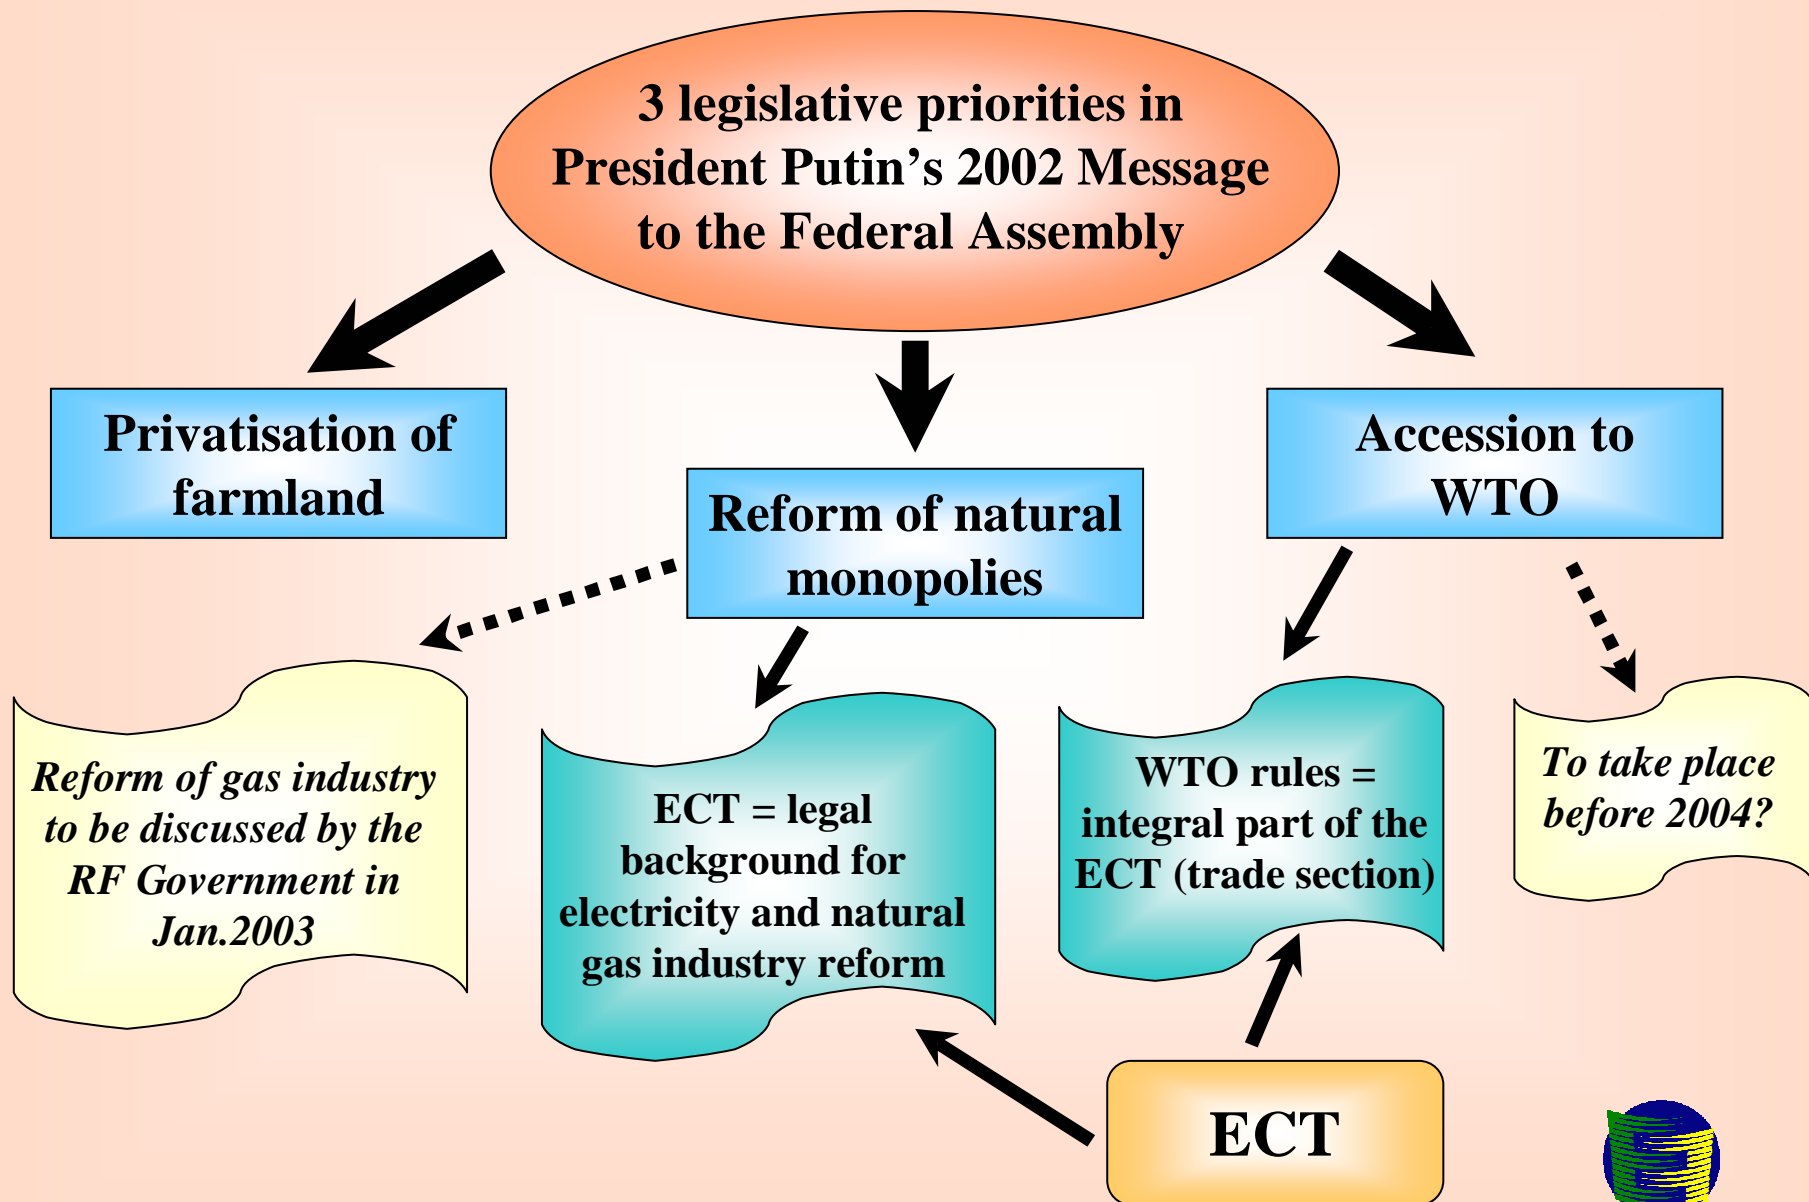 3 legislative priorities in
President Putin's 2002 Message
to the Federal Assembly
Privatisation of
farmland
Reform of natural
monopolies
Accession to
WTO
Reform of gas industry
to be discussed by the
RF Government in
Jan.2003
ECT = legal
background for
electricity and natural
gas industry reform
WTO rules =
integral part of the
ECT (trade section)
To take place
before 2004?
ECT